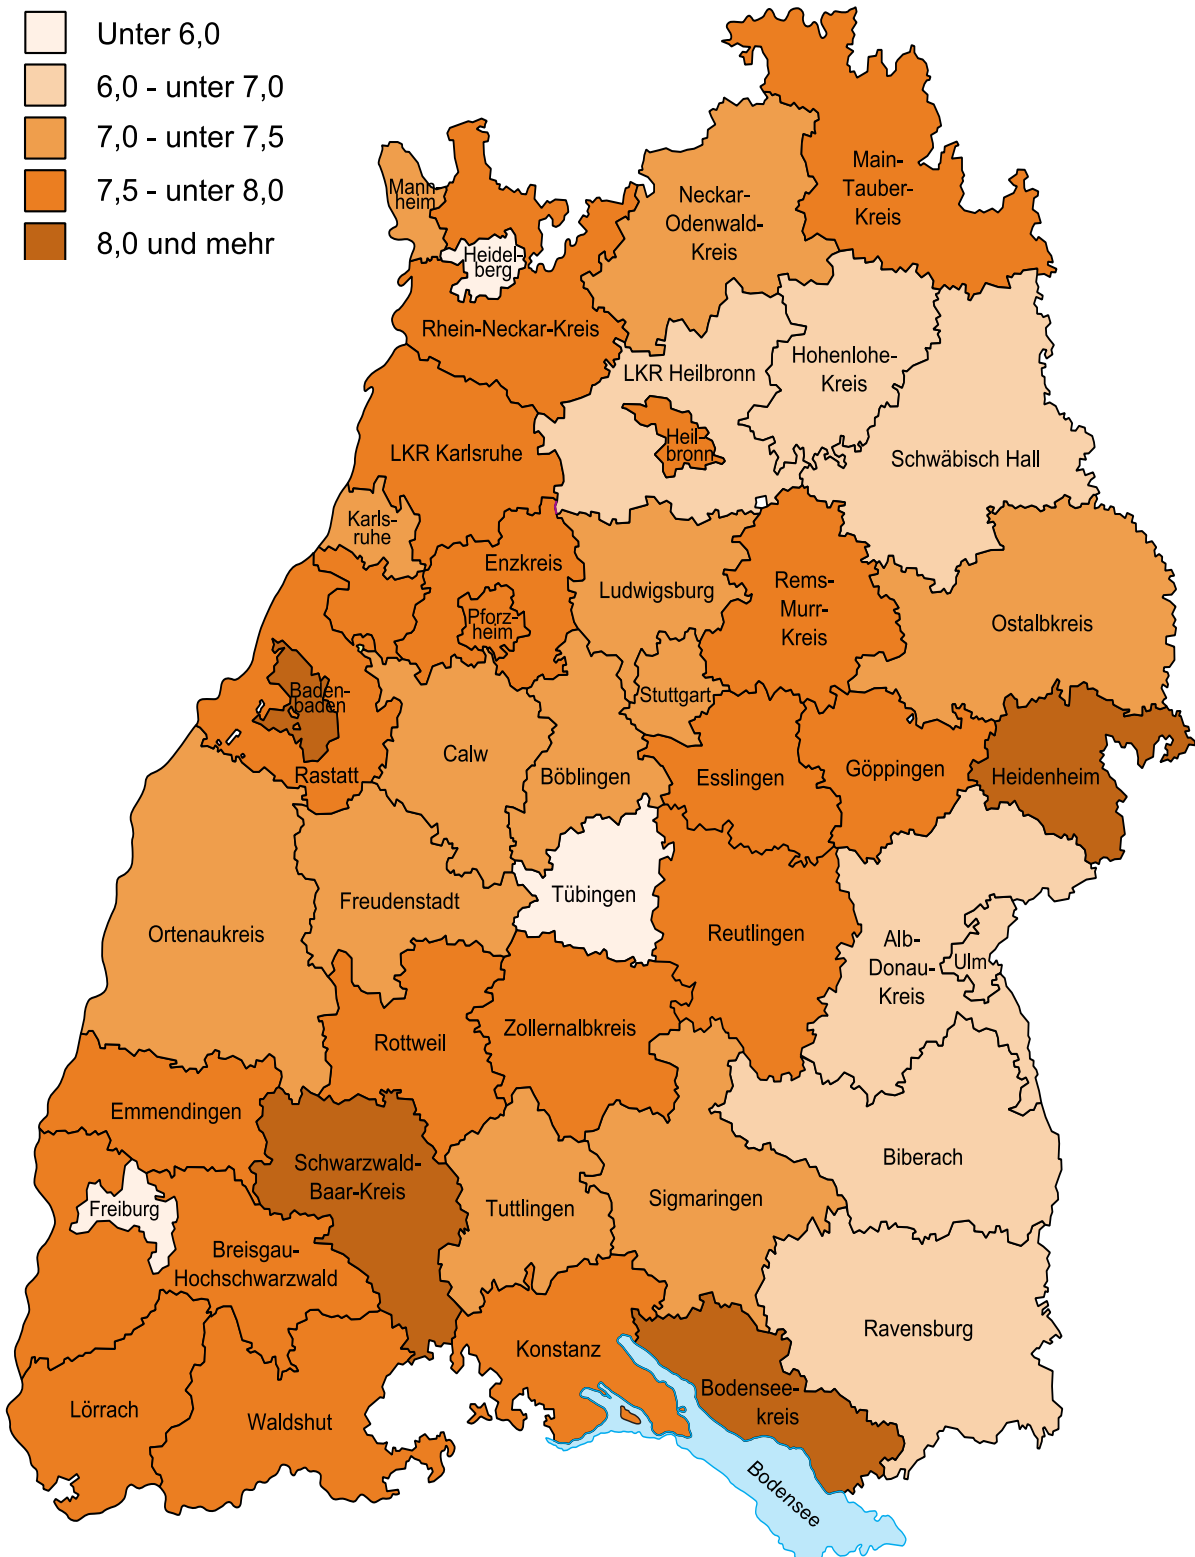 Unter 6,0
6,0 - unter 7,0
7,0 - unter 7,5
7,5 - unter 8,0
8,0 und mehr
Main-
Tauber-
Kreis
Mann-
heim
Neckar-
Odenwald-
Kreis
Heidel-
berg
Rhein-Neckar-Kreis
LKR Heilbronn
Hohenlohe-
Kreis
Heil-
bronn
LKR Karlsruhe
Schwäbisch Hall
Karls-
ruhe
Enzkreis
Ludwigsburg
Rems-
Murr-
Kreis
Pforz-
heim
Ostalbkreis
Baden-
baden
Stuttgart
Calw
Böblingen
Esslingen
Göppingen
Heidenheim
Rastatt
Tübingen
Freudenstadt
Ortenaukreis
Reutlingen
Alb-
Donau-
Kreis
Ulm
Rottweil
Zollernalbkreis
Emmendingen
Schwarzwald-
Baar-Kreis
Biberach
Freiburg
Tuttlingen
Sigmaringen
Breisgau-
Hochschwarzwald
Konstanz
Ravensburg
Bodensee-
kreis
Lörrach
Waldshut
Bodensee